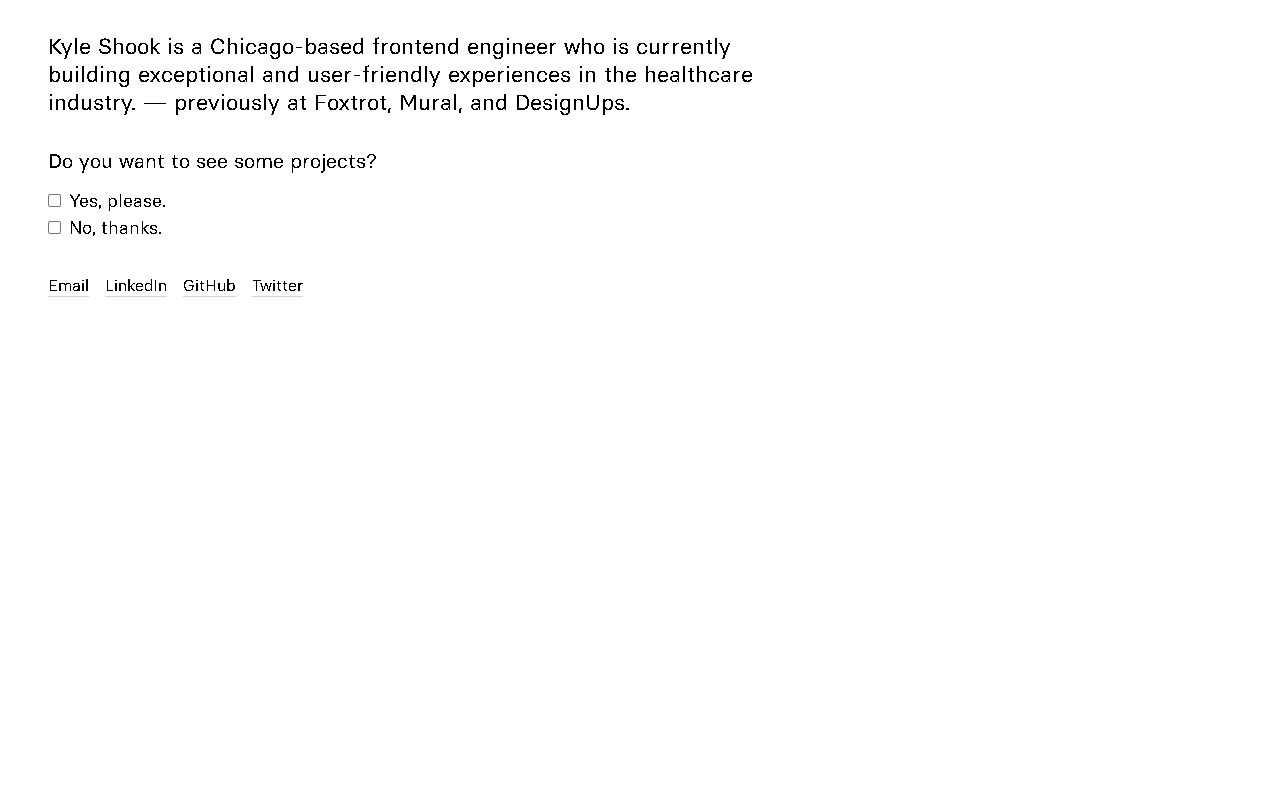 Kyle Shook is a Chicago-based frontend engineer who is currently
building exceptional and user-friendly experiences in the healthcare
industry. — previously at Foxtrot, Mural, and DesignUps.
Do you want to see some projects?
Yes, please.
No, thanks.
Email LinkedIn GitHub Twitter